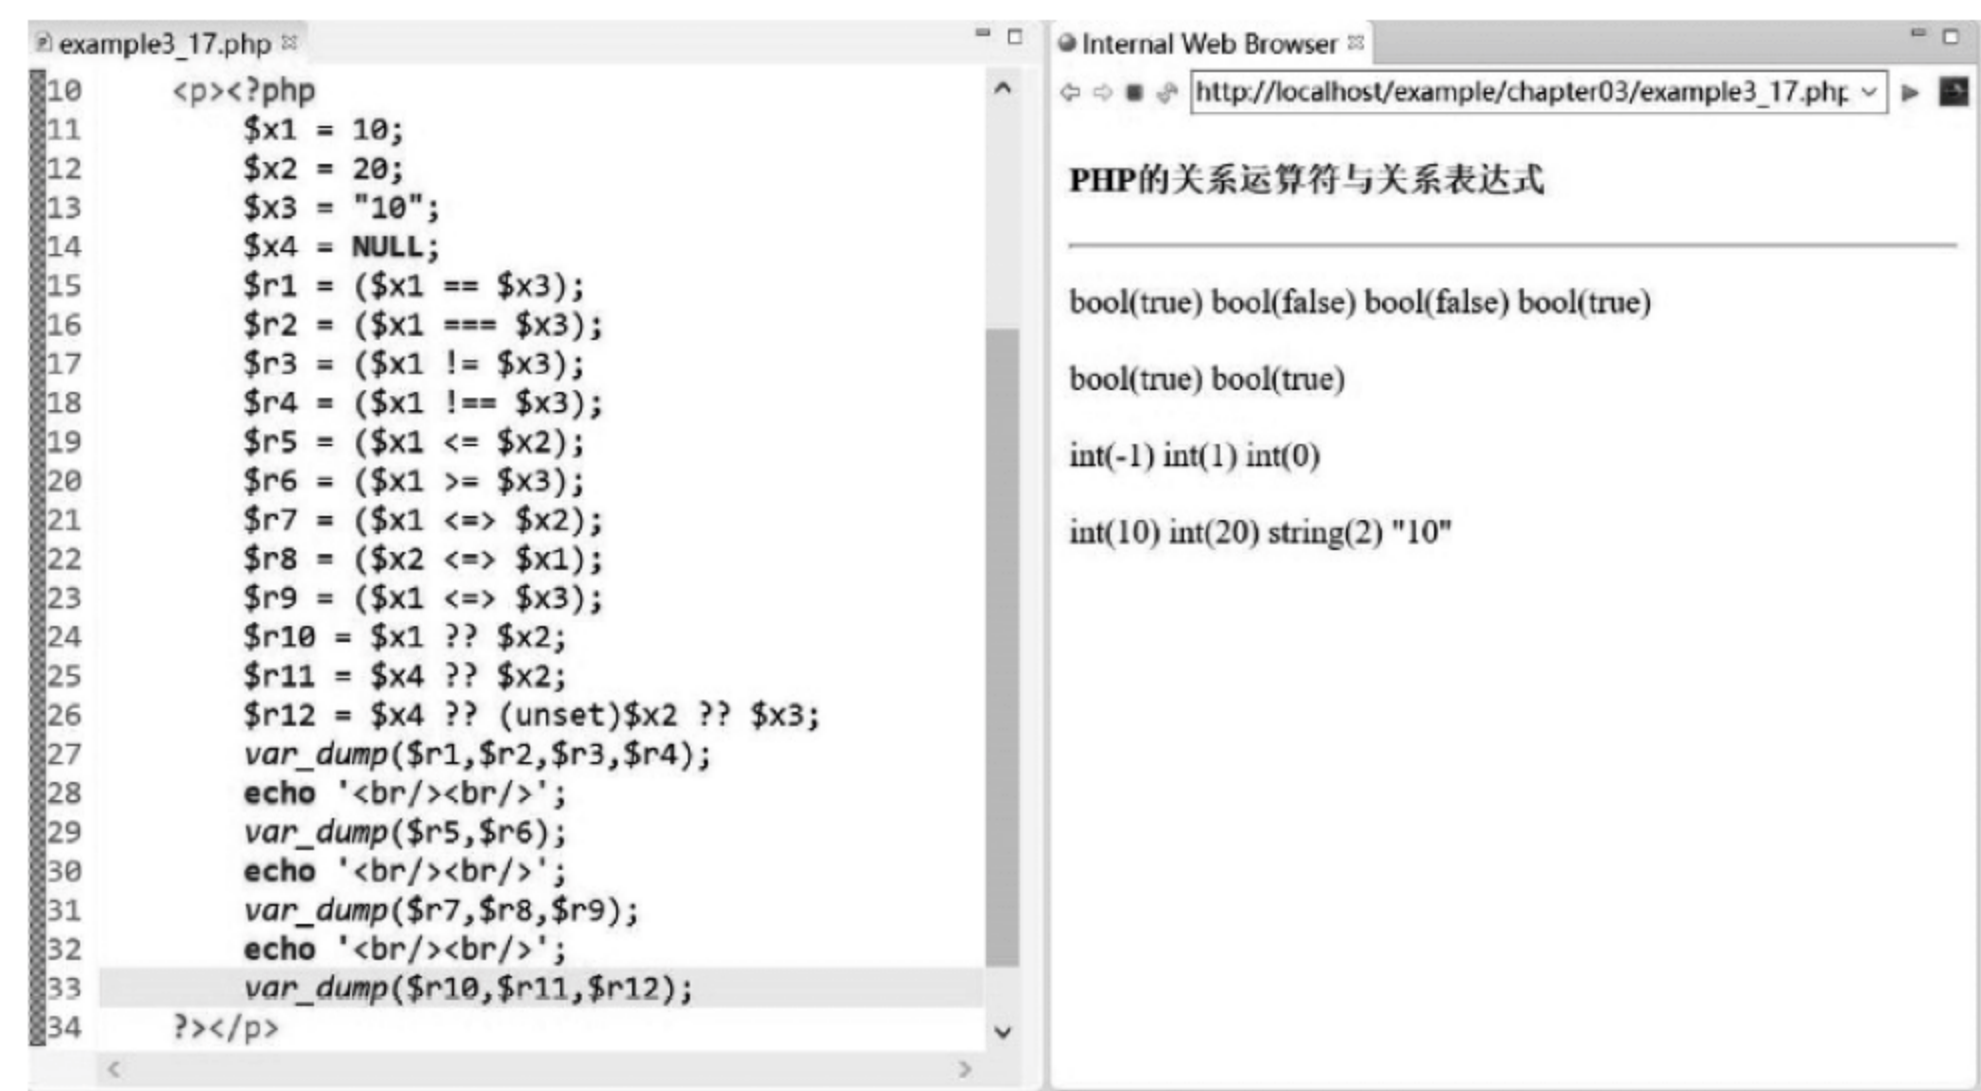 example3_17.php
10 <p><?php
11 $x1 = 10;
12 $x2 = 20;
13 $x3 = "10";
14 $x4 = NULL;
15 $r1 = ($x1 == $x3);
16 $r2 = ($x1 === $x3);
17 $r3 = ($x1 != $x3);
18 $r4 = ($x1 !== $x3);
19 $r5 = ($x1 <= $x2);
20 $r6 = ($x1 >= $x3);
21 $r7 = ($x1 <=> $x2);
22 $r8 = ($x2 <=> $x1);
23 $r9 = ($x1 <=> $x3);
24 $r10 = $x1 ?? $x2;
25 $r11 = $x4 ?? $x2;
26 $r12 = $x4 ?? (unset)$x2 ?? $x3;
27 var_dump($r1,$r2,$r3,$r4);
28 echo '<br/><br/>';
29 var_dump($r5,$r6);
30 echo '<br/><br/>';
31 var_dump($r7,$r8,$r9);
32 echo '<br/><br/>';
33 var_dump($r10,$r11,$r12);
34 ?></p>
Internal Web Browser
http://localhost/example/chapter03/example3_17.php
PHP的关系运算符与关系表达式
bool(true) bool(false) bool(false) bool(true)
bool(true) bool(true)
int(-1) int(1) int(0)
int(10) int(20) string(2) "10"